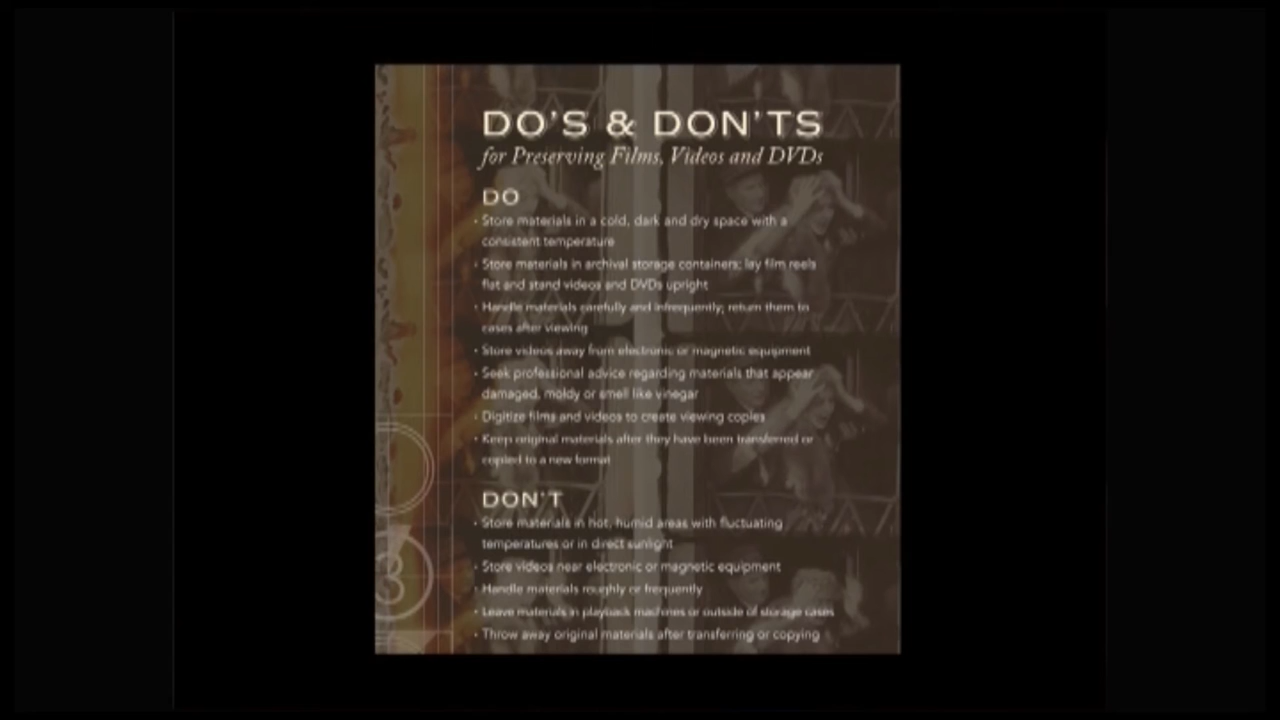 DO'S & DON'TS
for Preserving Films, Videos and DVDs
DO
• Store materials in a cold, dark and dry space with a
consistent temperature
• Store materials in archival storage containers; lay film reels
flat and stand videos and DVDs upright
• Handle materials carefully and infrequently; return them to
cases after viewing
• Store videos away from electronic or magnetic equipment
• Seek professional advice regarding materials that appear
damaged, moldy or smell like vinegar
• Digitize films and videos to create viewing copies
• Keep original materials after they have been transferred or
copied to a new format
DON'T
• Store materials in hot, humid areas with fluctuating
temperatures or in direct sunlight
• Store videos near electronic or magnetic equipment
• Handle materials roughly or frequently
• Leave materials in playback machines or outside of storage cases
• Throw away original materials after transferring or copying
3